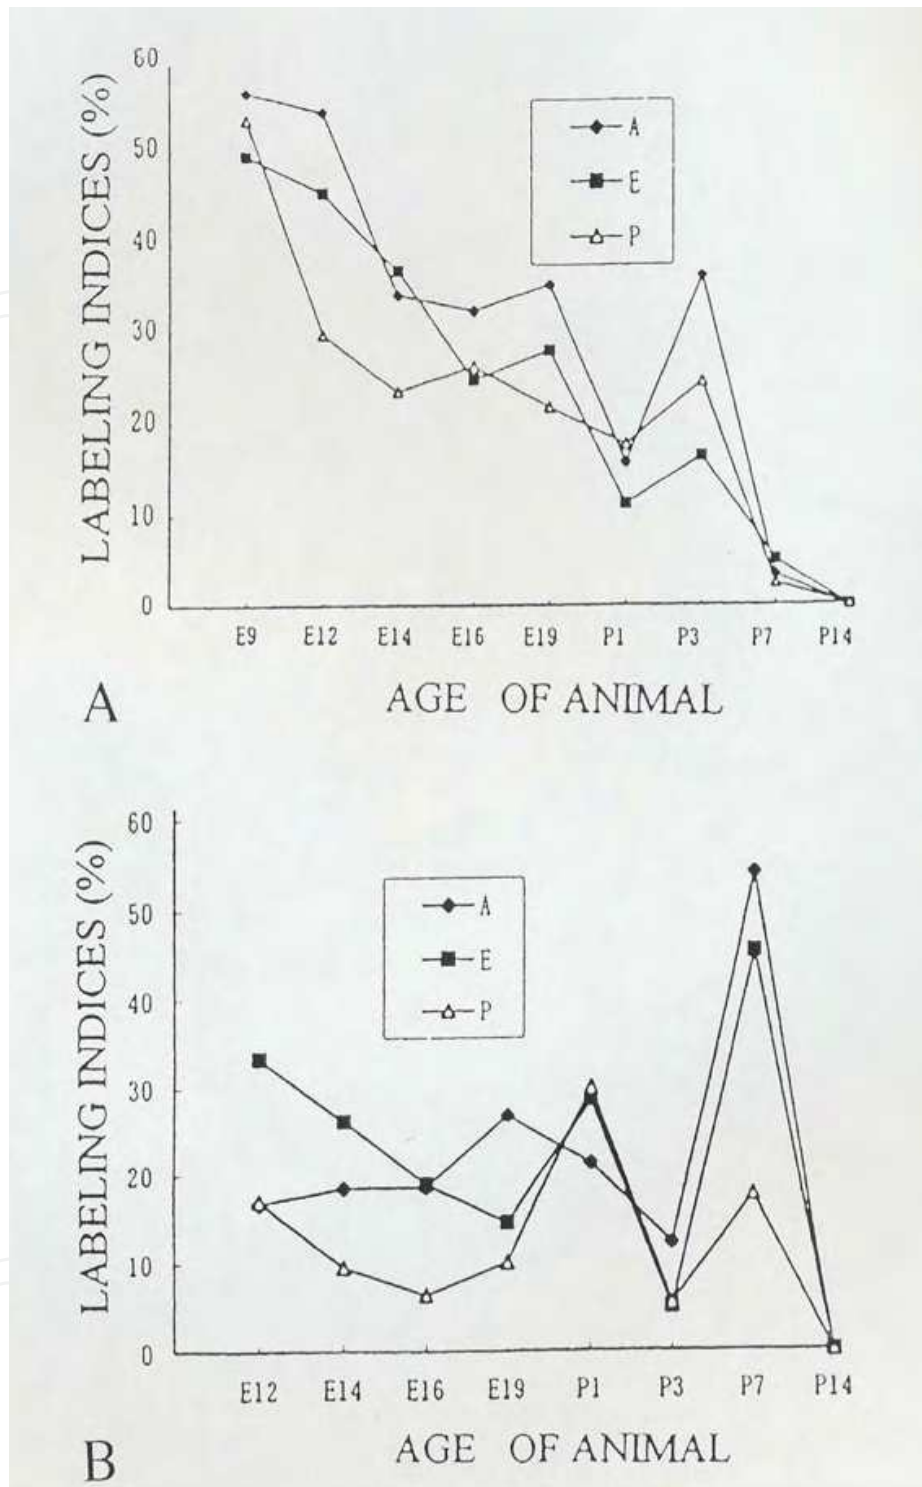 60
50
40
30
20
10
0
LABELING INDICES (%)
A
E
P
E9 E12 E14 E16 E19 P1 P3 P7 P14
AGE OF ANIMAL
A
60
50
40
30
20
10
0
LABELING INDICES (%)
A
E
P
E12 E14 E16 E19 P1 P3 P7 P14
AGE OF ANIMAL
B